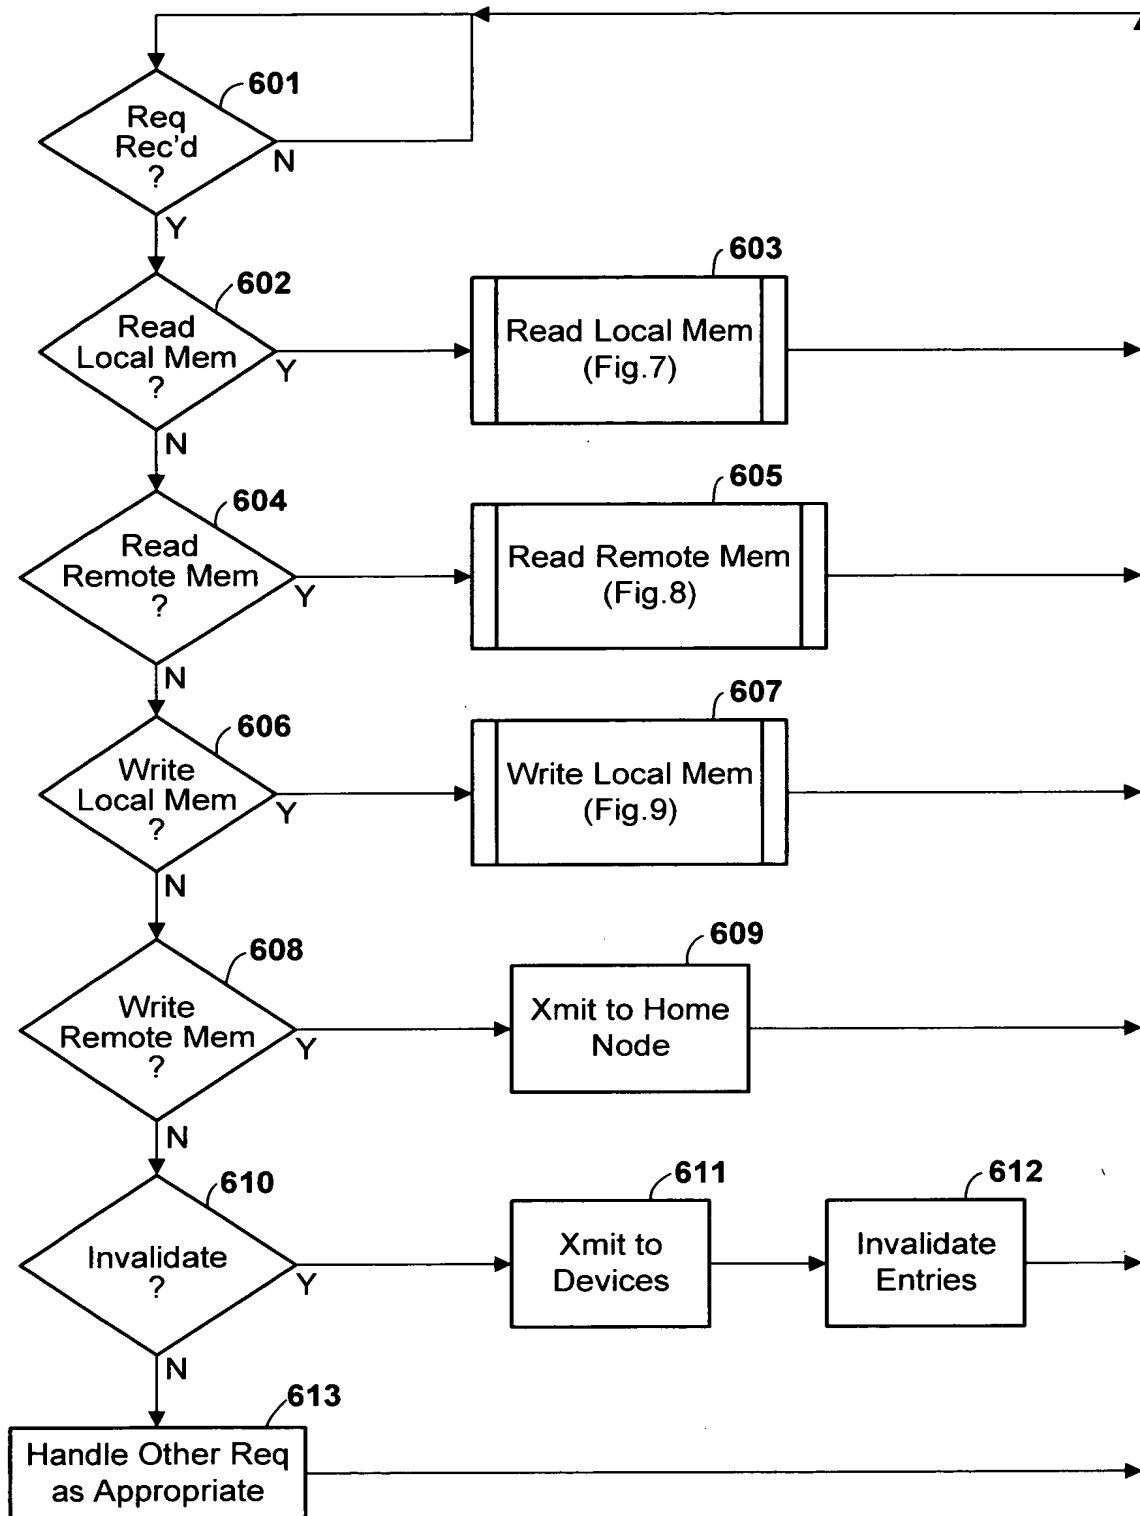 601
Req
Rec'd
?
N
Y
602
Read
Local Mem
?
Y
N
603
Read Local Mem
(Fig.7)
604
Read
Remote Mem
?
Y
N
605
Read Remote Mem
(Fig.8)
606
Write
Local Mem
?
Y
N
607
Write Local Mem
(Fig.9)
608
Write
Remote Mem
?
Y
N
609
Xmit to Home
Node
610
Invalidate
?
Y
N
611
Xmit to
Devices
612
Invalidate
Entries
613
Handle Other Req
as Appropriate